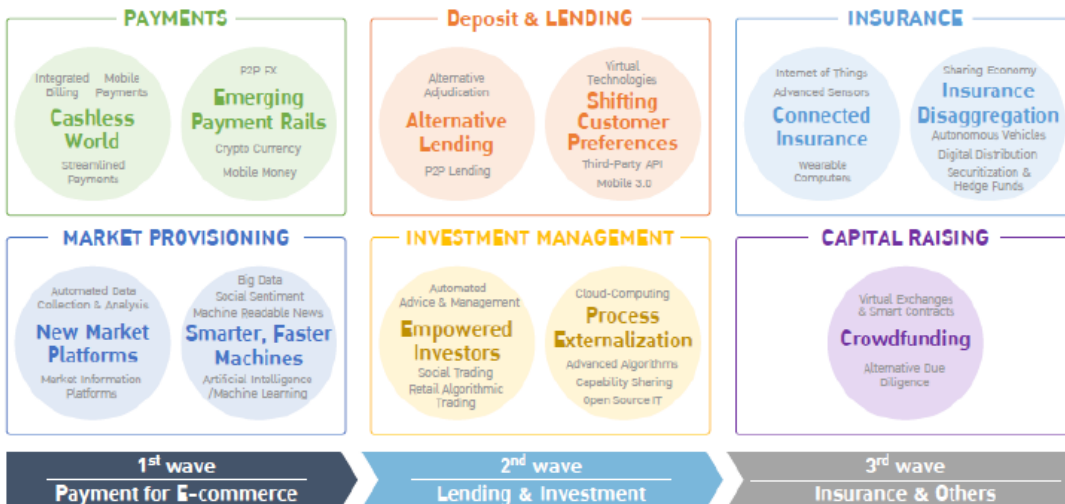 PAYMENTS
Integrated
Billing
Mobile
Payments
Cashless
World
Streamlined
Payments
P2P FX
Emerging
Payment Rails
Crypto Currency
Mobile Money
Deposit & LENDING
Alternative
Adjudication
Alternative
Lending
P2P Lending
Virtual
Technologies
Shifting
Customer
Preferences
Third-Party API
Mobile 3.0
INSURANCE
Internet of Things
Advanced Sensors
Connected
Insurance
Wearable
Computers
Sharing Economy
Insurance
Disaggregation
Autonomous Vehicles
Digital Distribution
Securitization &
Hedge Funds
MARKET PROVISIONING
Automated Data
Collection & Analysis
New Market
Platforms
Market Information
Platforms
Big Data
Social Sentiment
Machine Readable News
Smarter, Faster
Machines
Artificial Intelligence
/Machine Learning
INVESTMENT MANAGEMENT
Automated
Advice & Management
Empowered
Investors
Social Trading
Retail Algorithmic
Trading
Cloud-Computing
Process
Externalization
Advanced Algorithms
Capability Sharing
Open Source IT
CAPITAL RAISING
Virtual Exchanges
& Smart Contracts
Crowdfunding
Alternative Due
Diligence
1st wave
Payment for E-commerce
2nd wave
Lending & Investment
3rd wave
Insurance & Others